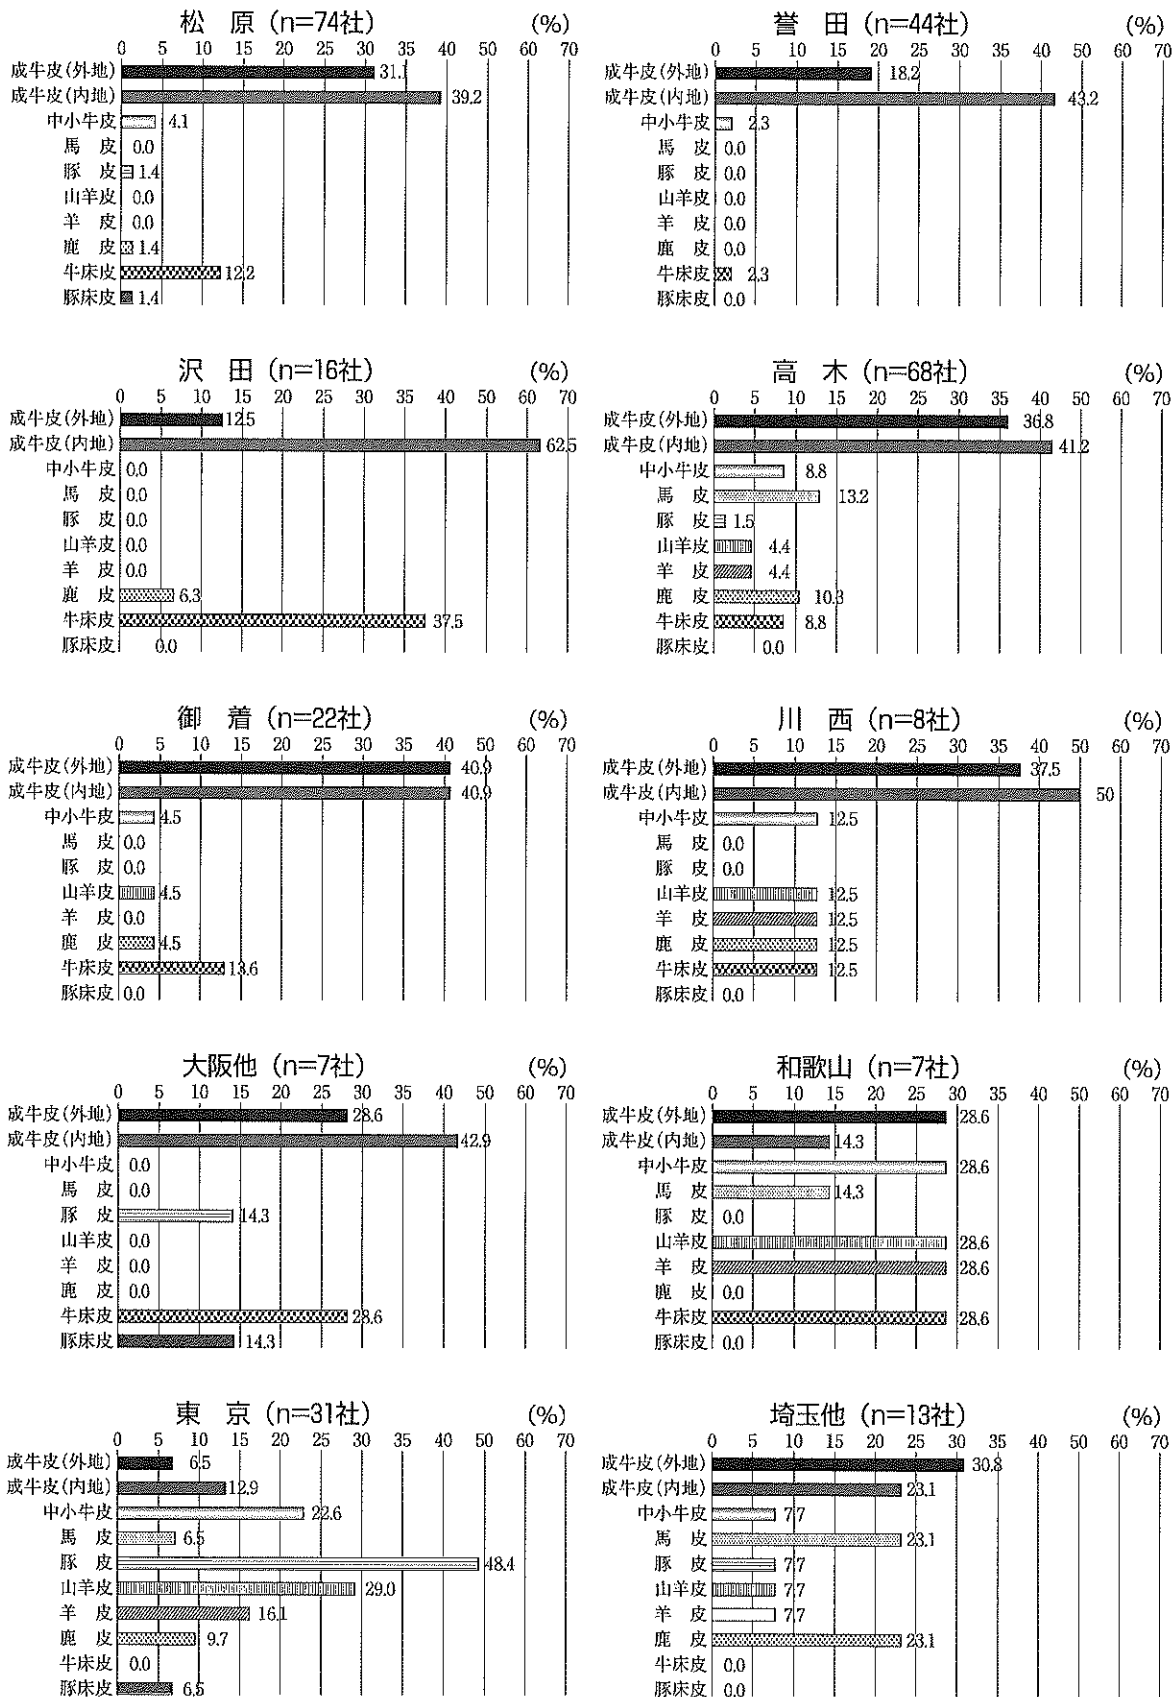 松　原（n=74社）　(%)
0 5 10 15 20 25 30 35 40 45 50 55 60 70
成牛皮(外地) 31.1
成牛皮(内地) 39.2
中小牛皮 4.1
馬　皮 0.0
豚　皮 1.4
山羊皮 0.0
羊　皮 0.0
鹿　皮 1.4
牛床皮 12.2
豚床皮 1.4
誉　田（n=44社）　(%)
0 5 10 15 20 25 30 35 40 45 50 55 60 70
成牛皮(外地) 18.2
成牛皮(内地) 43.2
中小牛皮 2.3
馬　皮 0.0
豚　皮 0.0
山羊皮 0.0
羊　皮 0.0
鹿　皮 0.0
牛床皮 2.3
豚床皮 0.0
沢　田（n=16社）　(%)
0 5 10 15 20 25 30 35 40 45 50 55 60 70
成牛皮(外地) 12.5
成牛皮(内地) 62.5
中小牛皮 0.0
馬　皮 0.0
豚　皮 0.0
山羊皮 0.0
羊　皮 0.0
鹿　皮 6.3
牛床皮 37.5
豚床皮 0.0
高　木（n=68社）　(%)
0 5 10 15 20 25 30 35 40 45 50 55 60 70
成牛皮(外地) 36.8
成牛皮(内地) 41.2
中小牛皮 8.8
馬　皮 13.2
豚　皮 1.5
山羊皮 4.4
羊　皮 4.4
鹿　皮 10.3
牛床皮 8.8
豚床皮 0.0
御　着（n=22社）　(%)
0 5 10 15 20 25 30 35 40 45 50 55 60 70
成牛皮(外地) 40.9
成牛皮(内地) 40.9
中小牛皮 4.5
馬　皮 0.0
豚　皮 0.0
山羊皮 4.5
羊　皮 0.0
鹿　皮 4.5
牛床皮 13.6
豚床皮 0.0
川　西（n=8社）　(%)
0 5 10 15 20 25 30 35 40 45 50 55 60 70
成牛皮(外地) 37.5
成牛皮(内地) 50
中小牛皮 12.5
馬　皮 0.0
豚　皮 0.0
山羊皮 12.5
羊　皮 12.5
鹿　皮 12.5
牛床皮 12.5
豚床皮 0.0
大阪他（n=7社）　(%)
0 5 10 15 20 25 30 35 40 45 50 55 60 70
成牛皮(外地) 28.6
成牛皮(内地) 42.9
中小牛皮 0.0
馬　皮 0.0
豚　皮 14.3
山羊皮 0.0
羊　皮 0.0
鹿　皮 0.0
牛床皮 28.6
豚床皮 14.3
和歌山（n=7社）　(%)
0 5 10 15 20 25 30 35 40 45 50 55 60 70
成牛皮(外地) 28.6
成牛皮(内地) 14.3
中小牛皮 28.6
馬　皮 14.3
豚　皮 0.0
山羊皮 28.6
羊　皮 28.6
鹿　皮 0.0
牛床皮 28.6
豚床皮 0.0
東　京（n=31社）　(%)
0 5 10 15 20 25 30 35 40 45 50 55 60 70
成牛皮(外地) 6.5
成牛皮(内地) 12.9
中小牛皮 22.6
馬　皮 6.5
豚　皮 48.4
山羊皮 29.0
羊　皮 16.1
鹿　皮 9.7
牛床皮 0.0
豚床皮 6.5
埼玉他（n=13社）　(%)
0 5 10 15 20 25 30 35 40 45 50 55 60 70
成牛皮(外地) 30.8
成牛皮(内地) 23.1
中小牛皮 7.7
馬　皮 23.1
豚　皮 7.7
山羊皮 7.7
羊　皮 7.7
鹿　皮 23.1
牛床皮 0.0
豚床皮 0.0